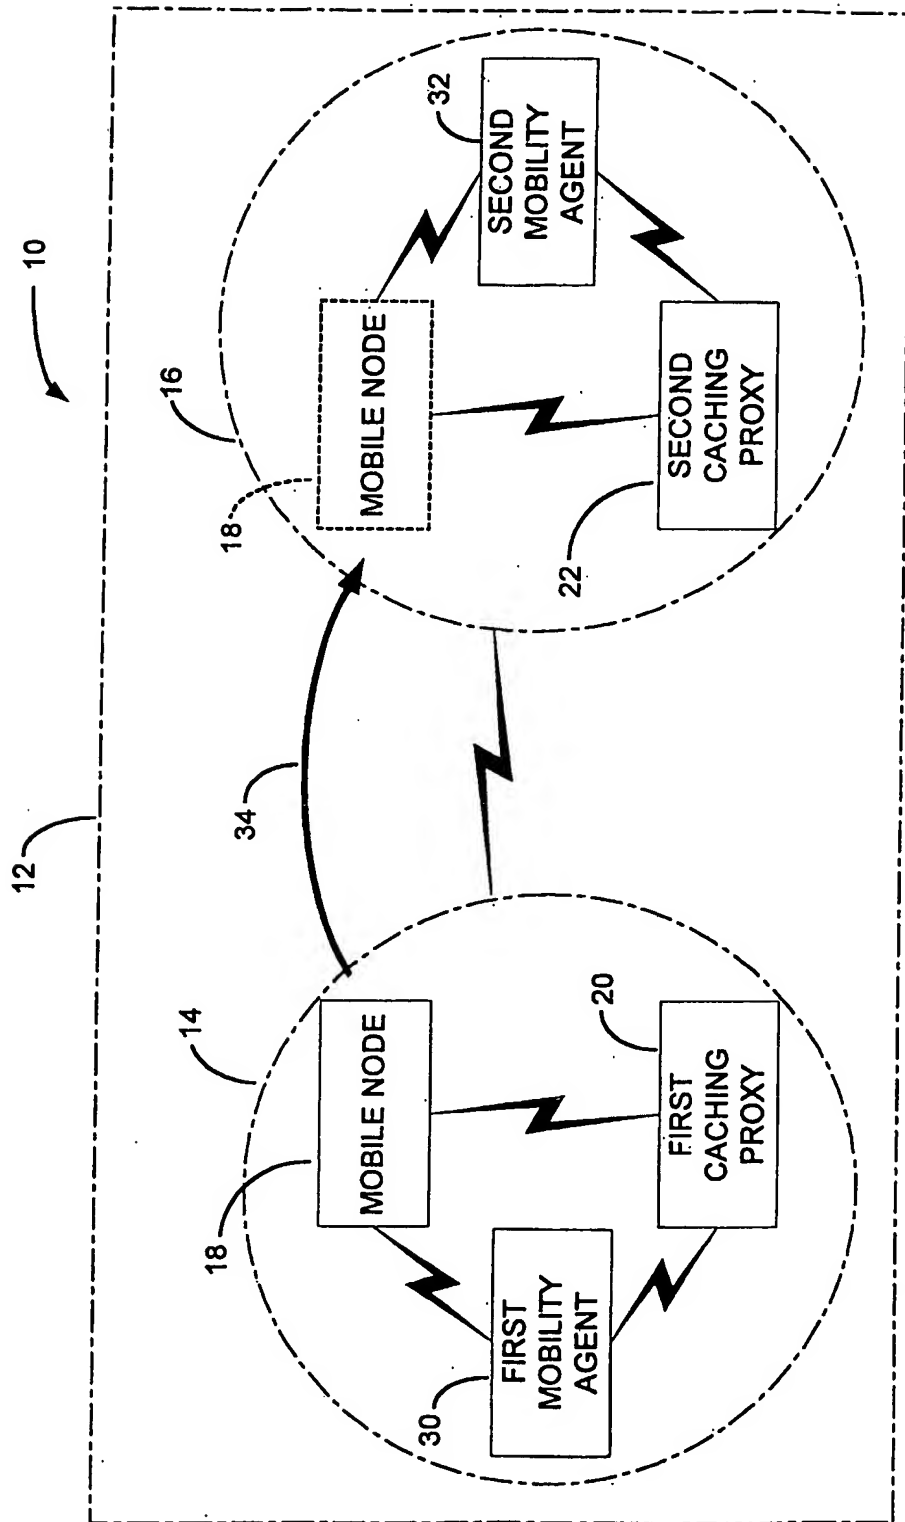 10
12
34
14
16
18
MOBILE NODE
18
MOBILE NODE
30
FIRST
MOBILITY
AGENT
20
FIRST
CACHING
PROXY
32
SECOND
MOBILITY
AGENT
22
SECOND
CACHING
PROXY